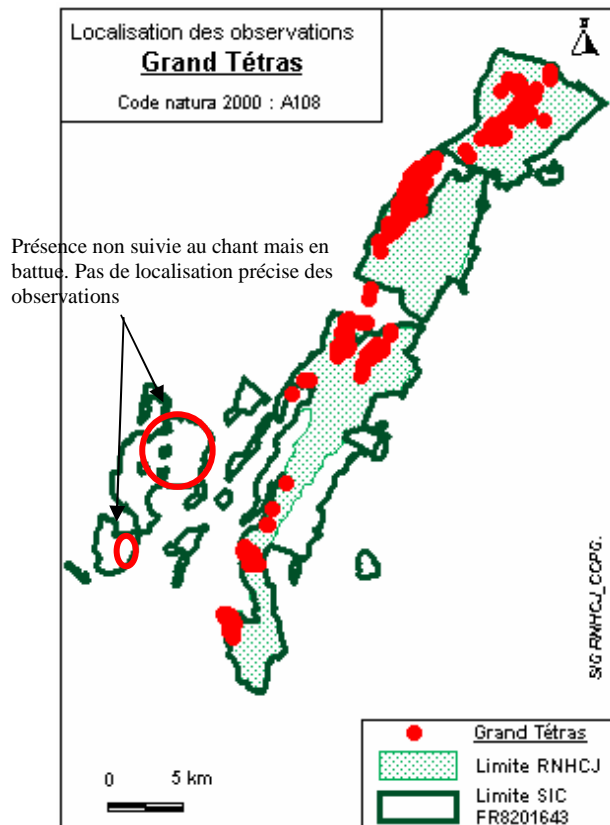 Localisation des observations
Grand Tétras
Code natura 2000 : A108
N
Présence non suivie au chant mais en
battue. Pas de localisation précise des
observations
SIG RNHCJ_CCPG.
Grand Tétras
Limite RNHCJ
Limite SIC
FR8201643
0 5 km